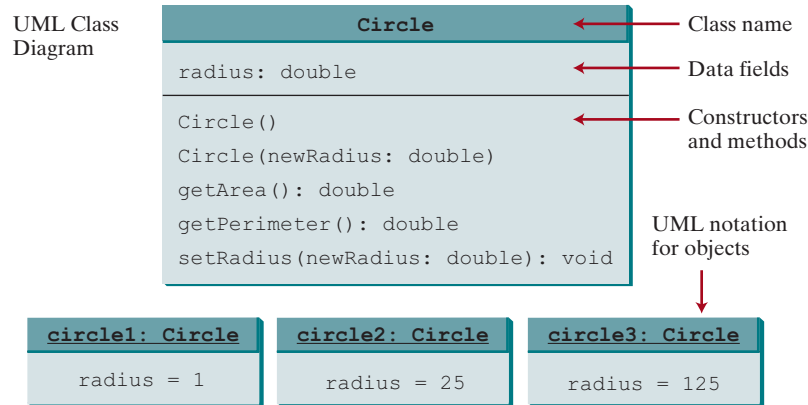 UML Class
Diagram
Circle
Class name
radius: double
Data fields
Circle()
Constructors
and methods
Circle(newRadius: double)
getArea(): double
getPerimeter(): double
setRadius(newRadius: double): void
UML notation
for objects
circle1: Circle
circle2: Circle
circle3: Circle
radius = 1
radius = 25
radius = 125